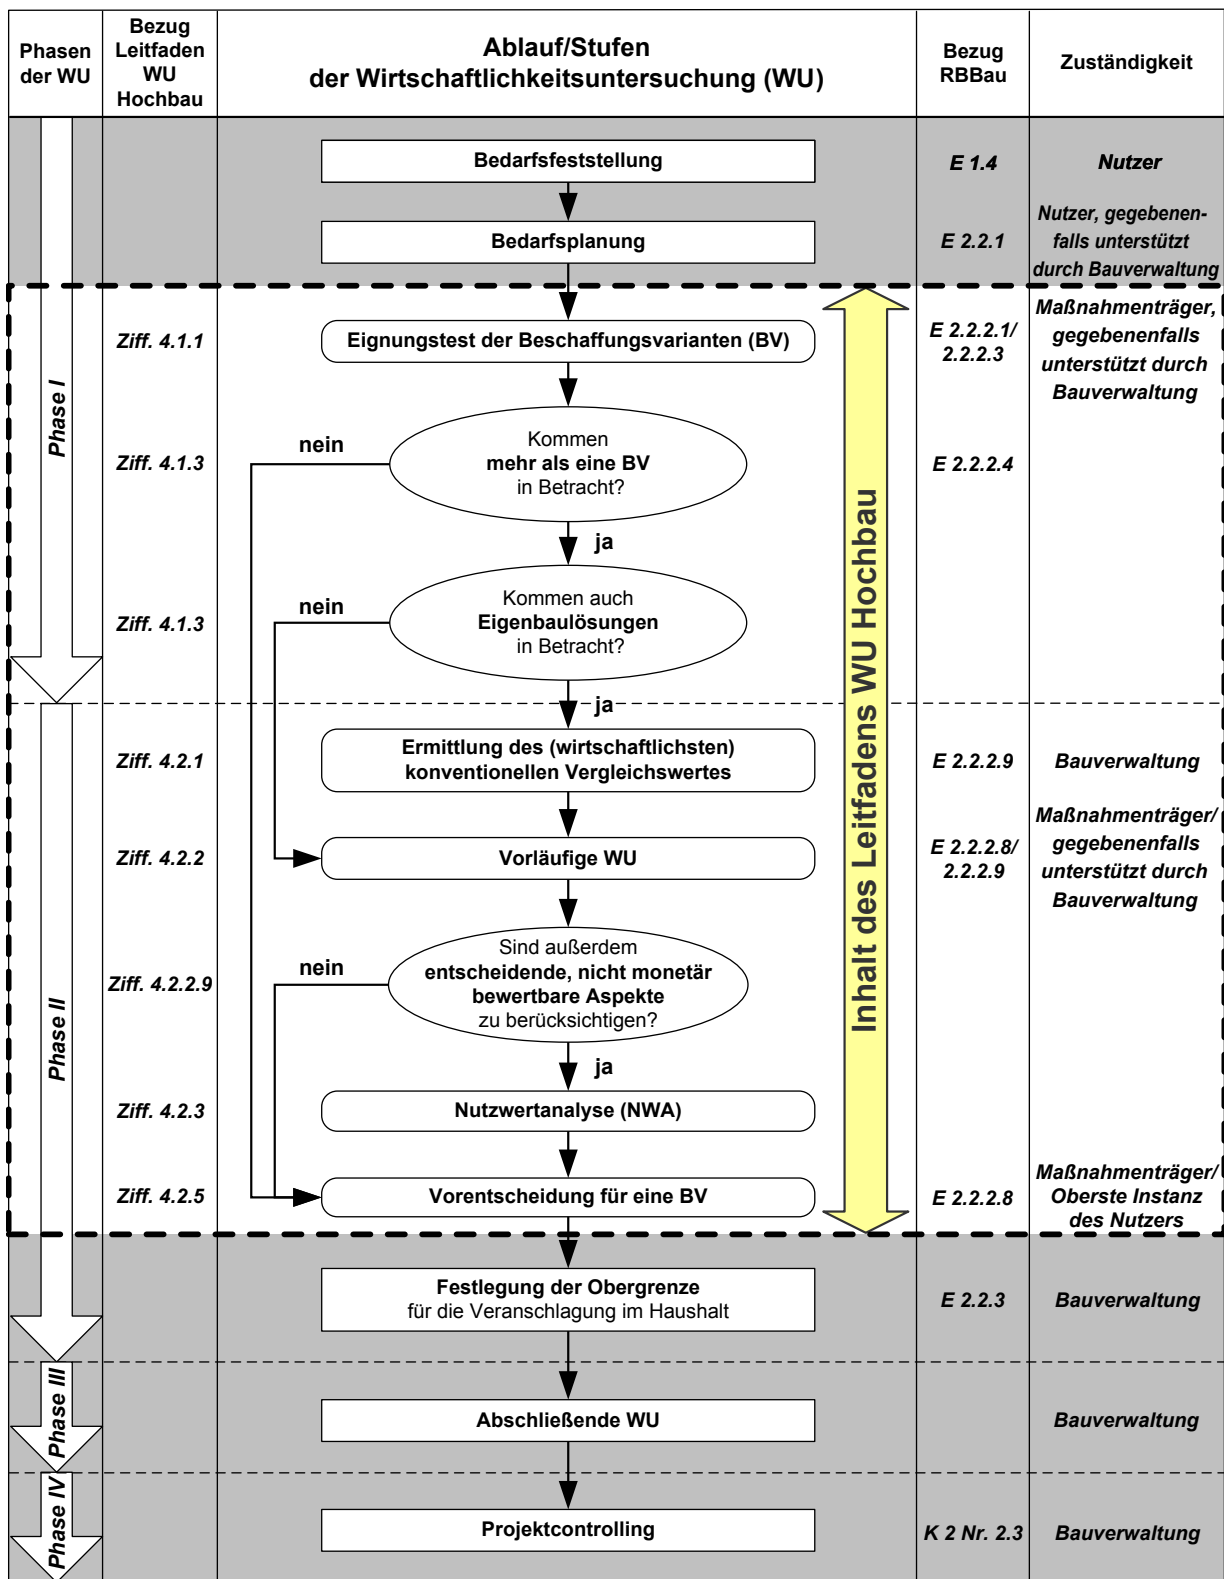 Phasen
der WU
Bezug
Leitfaden
WU
Hochbau
Ablauf/Stufen
der Wirtschaftlichkeitsuntersuchung (WU)
Bezug
RBBau
Zuständigkeit
Bedarfsfeststellung
E 1.4
Nutzer
Bedarfsplanung
E 2.2.1
Nutzer, gegebenen-
falls unterstützt
durch Bauverwaltung
Phase I
Ziff. 4.1.1
Eignungstest der Beschaffungsvarianten (BV)
E 2.2.2.1/
2.2.2.3
Maßnahmenträger,
gegebenenfalls
unterstützt durch
Bauverwaltung
Ziff. 4.1.3
nein
Kommen
mehr als eine BV
in Betracht?
E 2.2.2.4
ja
Ziff. 4.1.3
nein
Kommen auch
Eigenbaulösungen
in Betracht?
ja
Inhalt des Leitfadens WU Hochbau
Phase II
Ziff. 4.2.1
Ermittlung des (wirtschaftlichsten)
konventionellen Vergleichswertes
E 2.2.2.9
Bauverwaltung
Ziff. 4.2.2
Vorläufige WU
E 2.2.2.8/
2.2.2.9
Maßnahmenträger/
gegebenenfalls
unterstützt durch
Bauverwaltung
Ziff. 4.2.2.9
nein
Sind außerdem
entscheidende, nicht monetär
bewertbare Aspekte
zu berücksichtigen?
ja
Ziff. 4.2.3
Nutzwertanalyse (NWA)
Ziff. 4.2.5
Vorentscheidung für eine BV
E 2.2.2.8
Maßnahmenträger/
Oberste Instanz
des Nutzers
Festlegung der Obergrenze
für die Veranschlagung im Haushalt
E 2.2.3
Bauverwaltung
Phase III
Abschließende WU
Bauverwaltung
Phase IV
Projektcontrolling
K 2 Nr. 2.3
Bauverwaltung